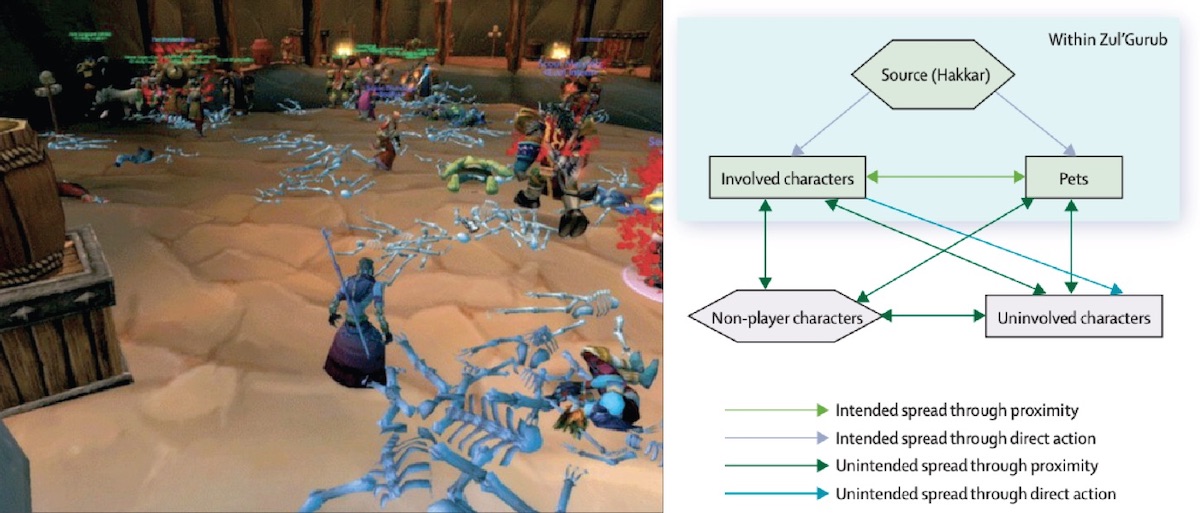 Within Zul'Gurub
Source (Hakkar)
Involved characters
Pets
Non-player characters
Uninvolved characters
Intended spread through proximity
Intended spread through direct action
Unintended spread through proximity
Unintended spread through direct action